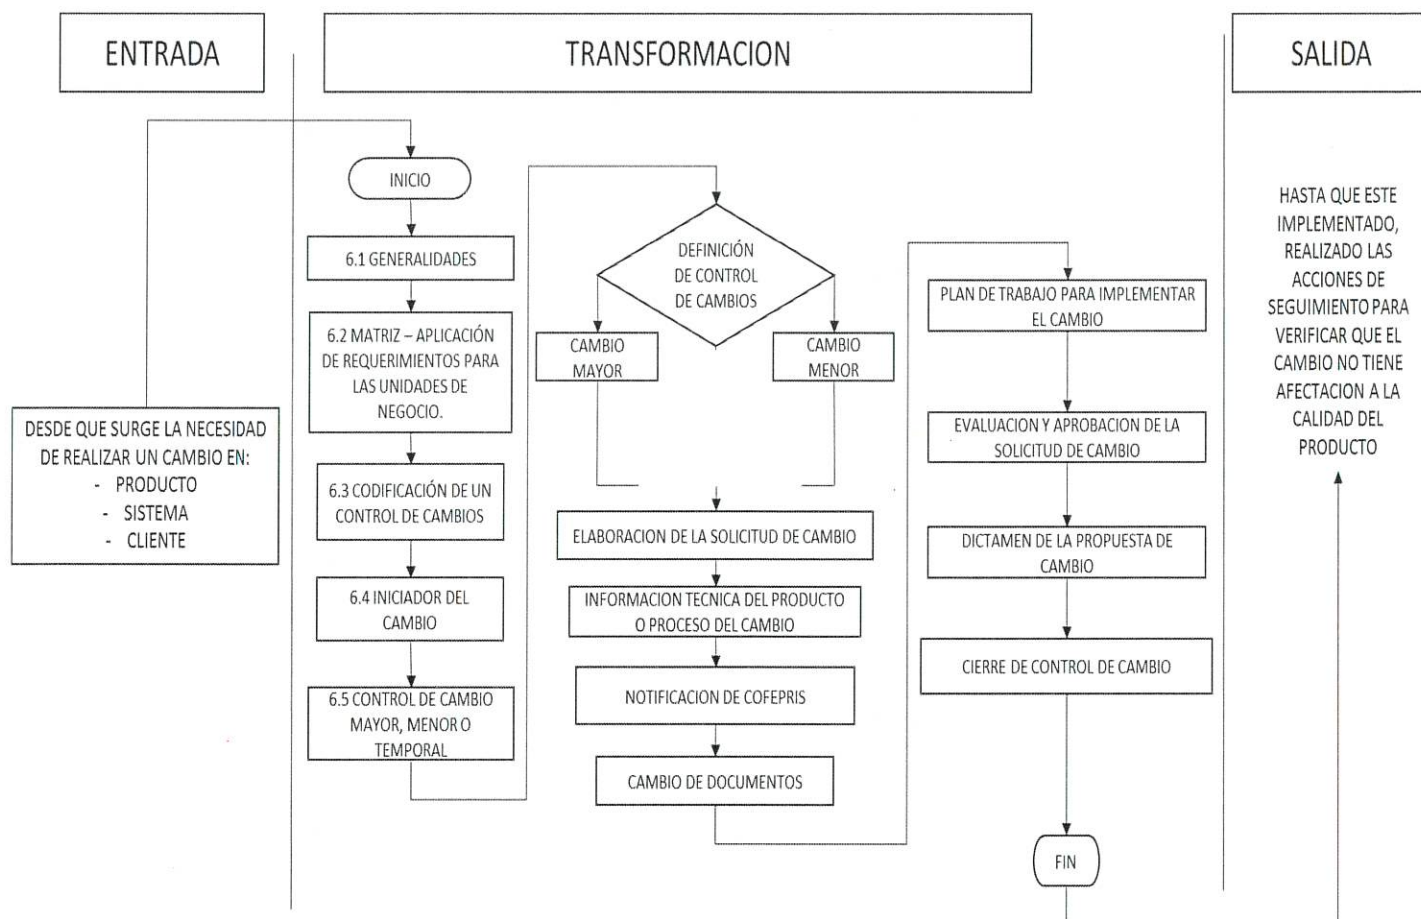 ENTRADA
TRANSFORMACION
SALIDA
DESDE QUE SURGE LA NECESIDAD
DE REALIZAR UN CAMBIO EN:
- PRODUCTO
- SISTEMA
- CLIENTE
INICIO
6.1 GENERALIDADES
6.2 MATRIZ – APLICACIÓN
DE REQUERIMIENTOS PARA
LAS UNIDADES DE
NEGOCIO.
6.3 CODIFICACIÓN DE UN
CONTROL DE CAMBIOS
6.4 INICIADOR DEL
CAMBIO
6.5 CONTROL DE CAMBIO
MAYOR, MENOR O
TEMPORAL
DEFINICIÓN
DE CONTROL
DE CAMBIOS
CAMBIO
MAYOR
CAMBIO
MENOR
ELABORACION DE LA SOLICITUD DE CAMBIO
INFORMACION TECNICA DEL PRODUCTO
O PROCESO DEL CAMBIO
NOTIFICACION DE COFEPRIS
CAMBIO DE DOCUMENTOS
PLAN DE TRABAJO PARA IMPLEMENTAR
EL CAMBIO
EVALUACION Y APROBACION DE LA
SOLICITUD DE CAMBIO
DICTAMEN DE LA PROPUESTA DE
CAMBIO
CIERRE DE CONTROL DE CAMBIO
FIN
HASTA QUE ESTE
IMPLEMENTADO,
REALIZADO LAS
ACCIONES DE
SEGUIMIENTO PARA
VERIFICAR QUE EL
CAMBIO NO TIENE
AFECTACION A LA
CALIDAD DEL
PRODUCTO